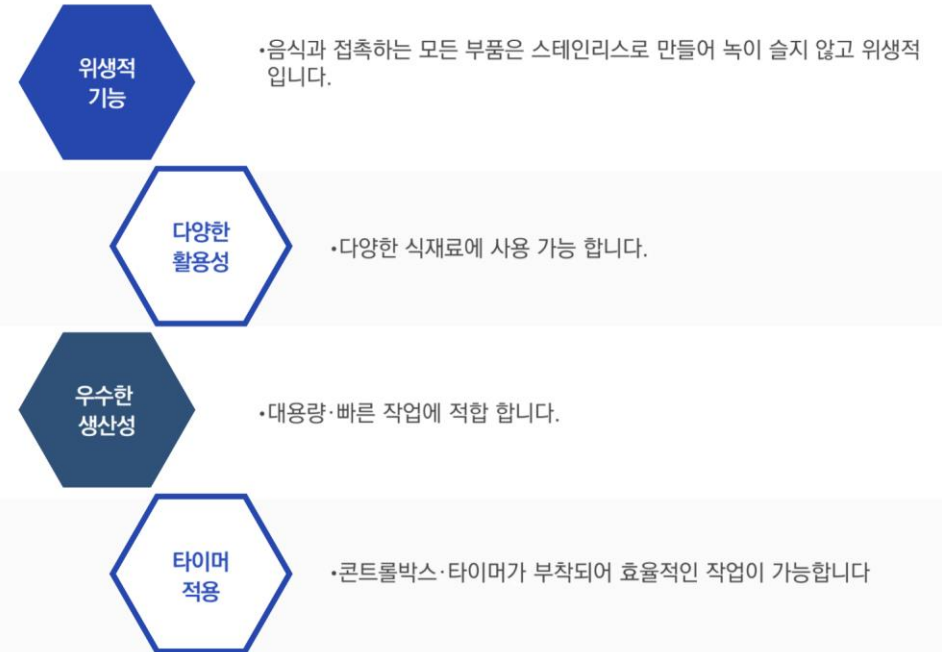 위생적
기능
•음식과 접촉하는 모든 부품은 스테인리스로 만들어 녹이 슬지 않고 위생적
입니다.
다양한
활용성
•다양한 식재료에 사용 가능 합니다.
우수한
생산성
•대용량·빠른 작업에 적합 합니다.
타이머
적용
•콘트롤박스·타이머가 부착되어 효율적인 작업이 가능합니다